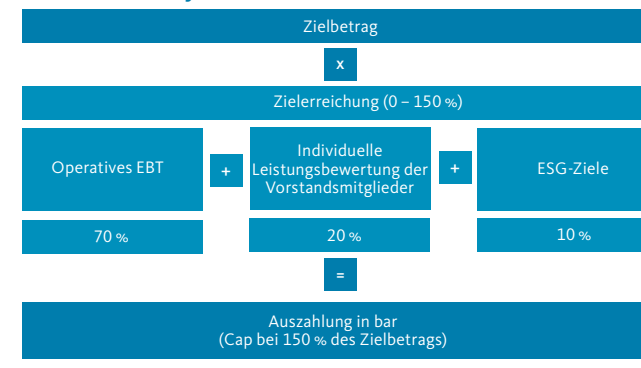 Zielbetrag
x
Zielerreichung (0 – 150 %)
Operatives EBT
+
Individuelle
Leistungsbewertung der
Vorstandsmitglieder
+
ESG-Ziele
70 %
20 %
10 %
=
Auszahlung in bar
(Cap bei 150 % des Zielbetrags)